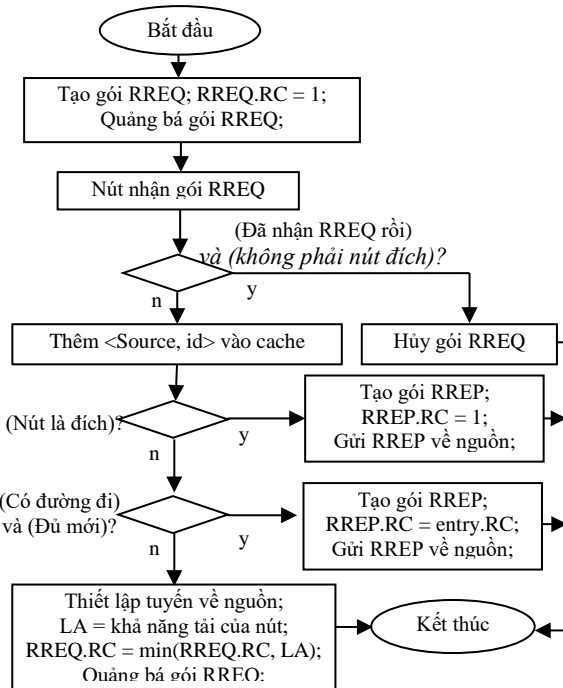 Bắt đầu
Tạo gói RREQ; RREQ.RC = 1;
Quảng bá gói RREQ;
Nút nhận gói RREQ
(Đã nhận RREQ rồi)
và (không phải nút đích)?
n
y
Thêm <Source, id> vào cache
Hủy gói RREQ
(Nút là đích)?
y
n
Tạo gói RREP;
RREP.RC = 1;
Gửi RREP về nguồn;
(Có đường đi)
và (Đủ mới)?
y
n
Tạo gói RREP;
RREP.RC = entry.RC;
Gửi RREP về nguồn;
Thiết lập tuyến về nguồn;
LA = khả năng tải của nút;
RREQ.RC = min(RREQ.RC, LA);
Quảng bá gói RREQ;
Kết thúc